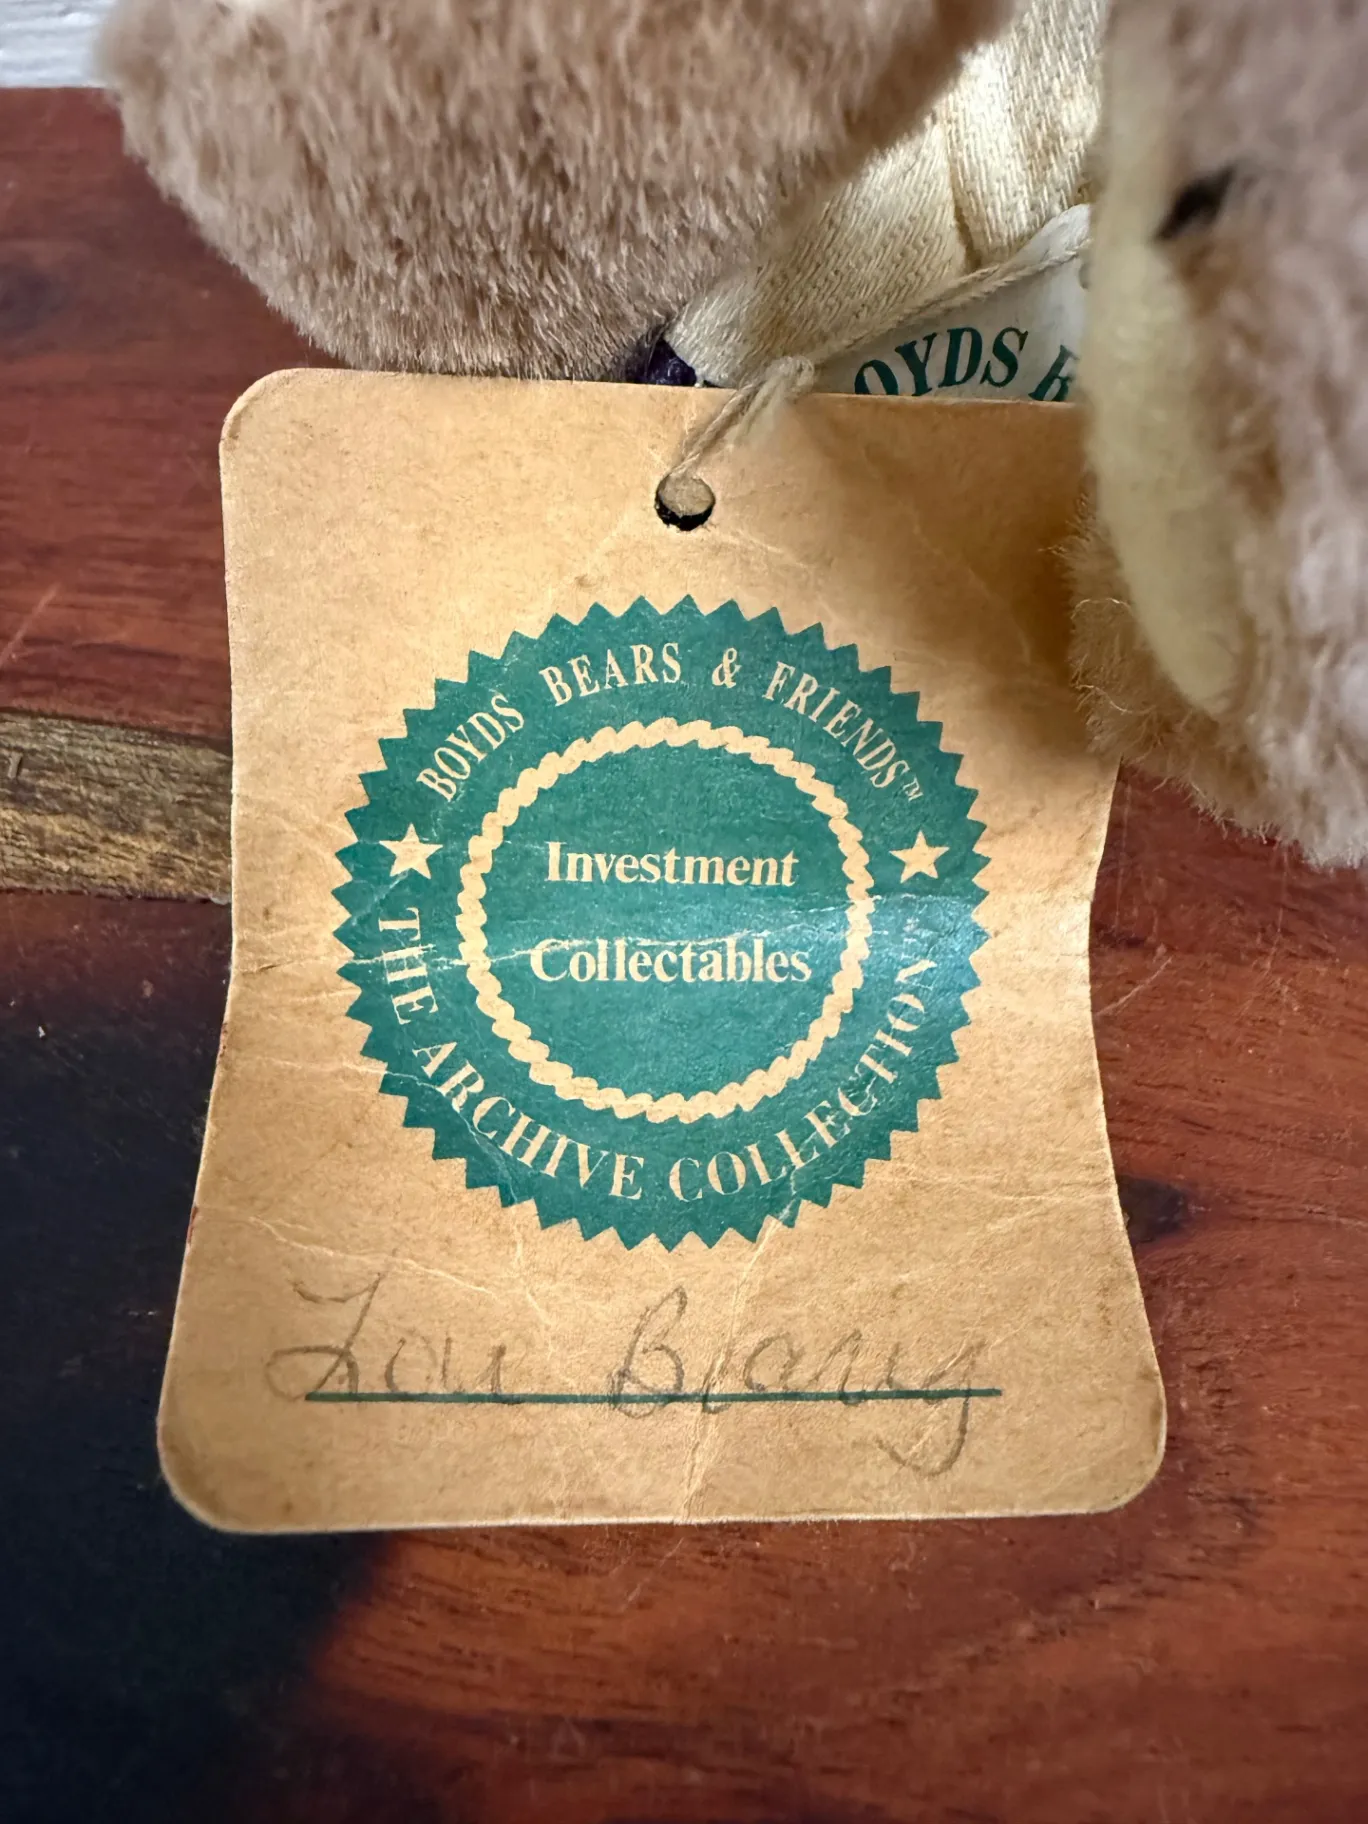 OYDS B
BOYDS BEARS & FRIENDS™
Investment
Collectables
★ THE ARCHIVE COLLECTION ★
Lou Bearig